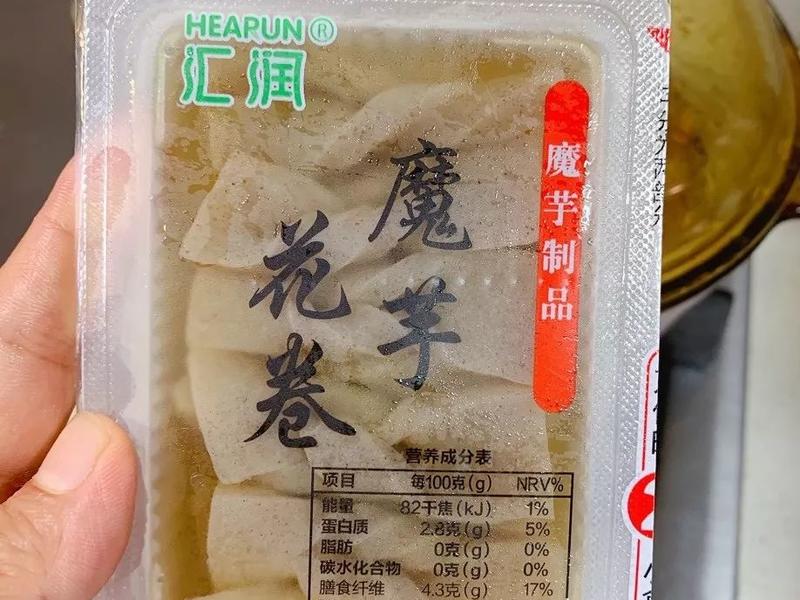 HEARUN®
汇润
魔芋
花卷
魔芋制品
营养成分表
项目 每100克(g) NRV%
能量 82千焦(kJ) 1%
蛋白质 2.8克(g) 5%
脂肪 0克(g) 0%
碳水化合物 0克(g) 0%
膳食纤维 4.3克(g) 17%